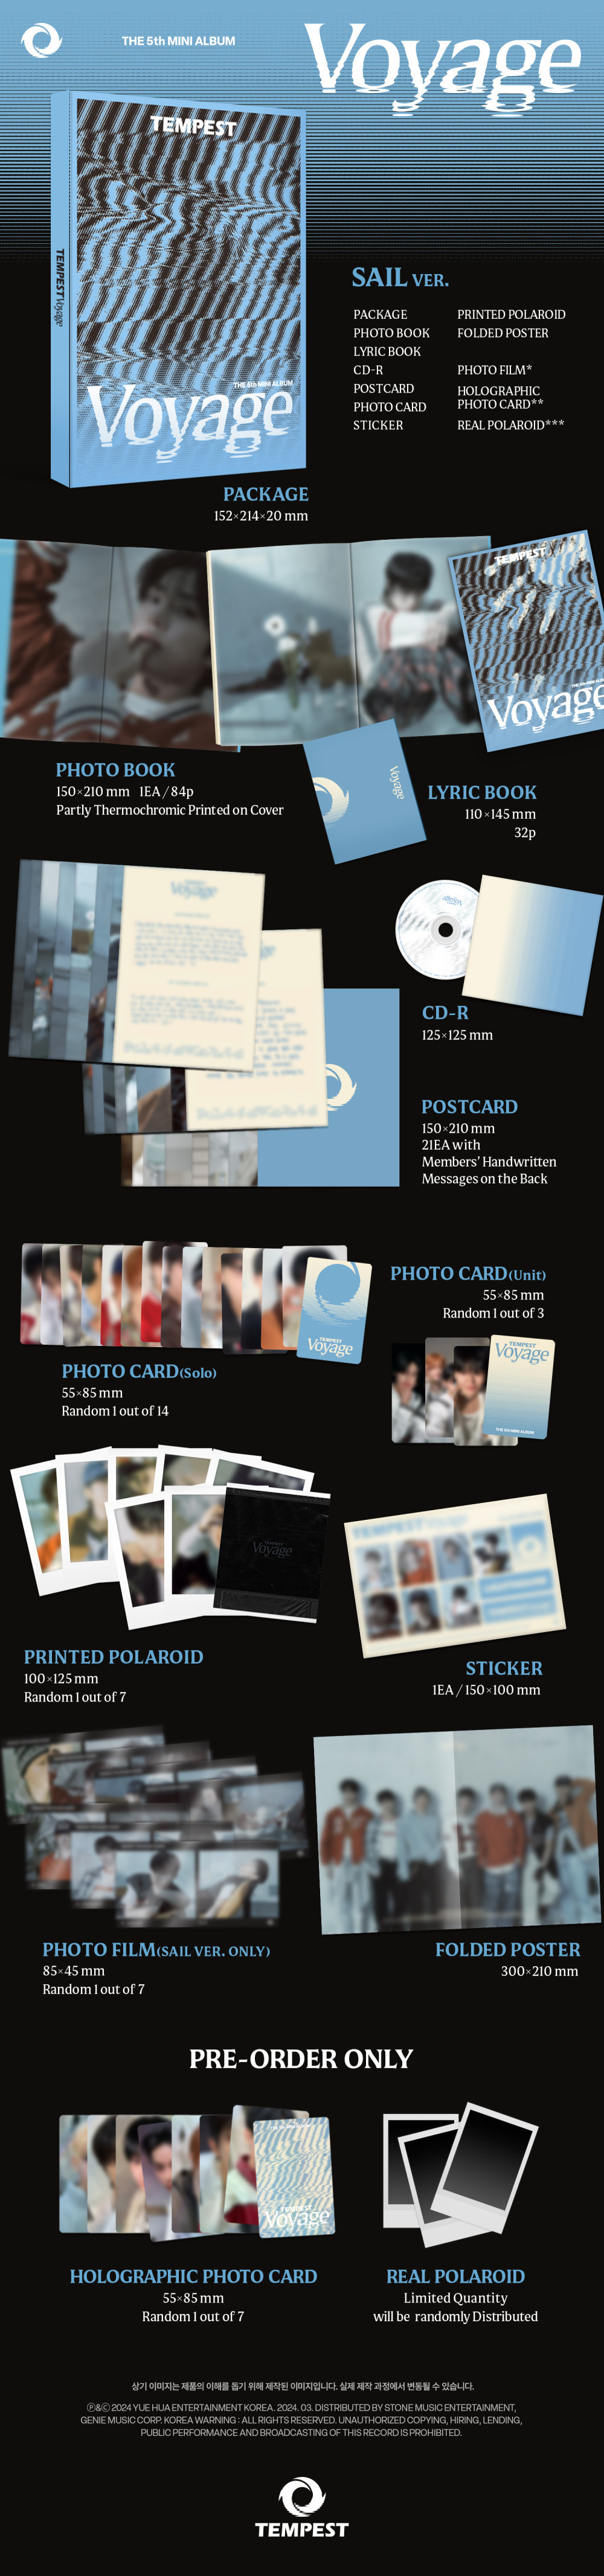 THE 5th MINI ALBUM
Voyage
TEMPEST
TEMPEST Voyage
THE 5th MINI ALBUM
Voyage
SAIL VER.
PACKAGE
PHOTO BOOK
LYRIC BOOK
CD-R
POSTCARD
PHOTO CARD
STICKER
PRINTED POLAROID
FOLDED POSTER
PHOTO FILM*
HOLOGRAPHIC
PHOTO CARD**
REAL POLAROID***
PACKAGE
152×214×20 mm
TEMPEST
THE 5th MINI ALBUM
Voyage
PHOTO BOOK
150×210 mm 1EA / 84p
Partly Thermochromic Printed on Cover
Voyage
LYRIC BOOK
110×145 mm
32p
Voyage
CD-R
125×125 mm
POSTCARD
150×210 mm
21EA with
Members' Handwritten
Messages on the Back
PHOTO CARD(Unit)
55×85 mm
Random 1 out of 3
TEMPEST
Voyage
PHOTO CARD(Solo)
55×85 mm
Random 1 out of 14
TEMPEST
Voyage
THE 5TH MINI ALBUM
TEMPEST
Voyage
PRINTED POLAROID
100×125 mm
Random 1 out of 7
STICKER
1EA / 150×100 mm
PHOTO FILM(SAIL VER. ONLY)
85×45 mm
Random 1 out of 7
FOLDED POSTER
300×210 mm
PRE-ORDER ONLY
TEMPEST
Voyage
HOLOGRAPHIC PHOTO CARD
55×85 mm
Random 1 out of 7
REAL POLAROID
Limited Quantity
will be randomly Distributed
상기 이미지는 제품의 이해를 돕기 위해 제작된 이미지입니다. 실제 제작 과정에서 변동될 수 있습니다.
Ⓟ&Ⓒ 2024 YUE HUA ENTERTAINMENT KOREA. 2024. 03. DISTRIBUTED BY STONE MUSIC ENTERTAINMENT,
GENIE MUSIC CORP. KOREA WARNING : ALL RIGHTS RESERVED. UNAUTHORIZED COPYING, HIRING, LENDING,
PUBLIC PERFORMANCE AND BROADCASTING OF THIS RECORD IS PROHIBITED.
TEMPEST